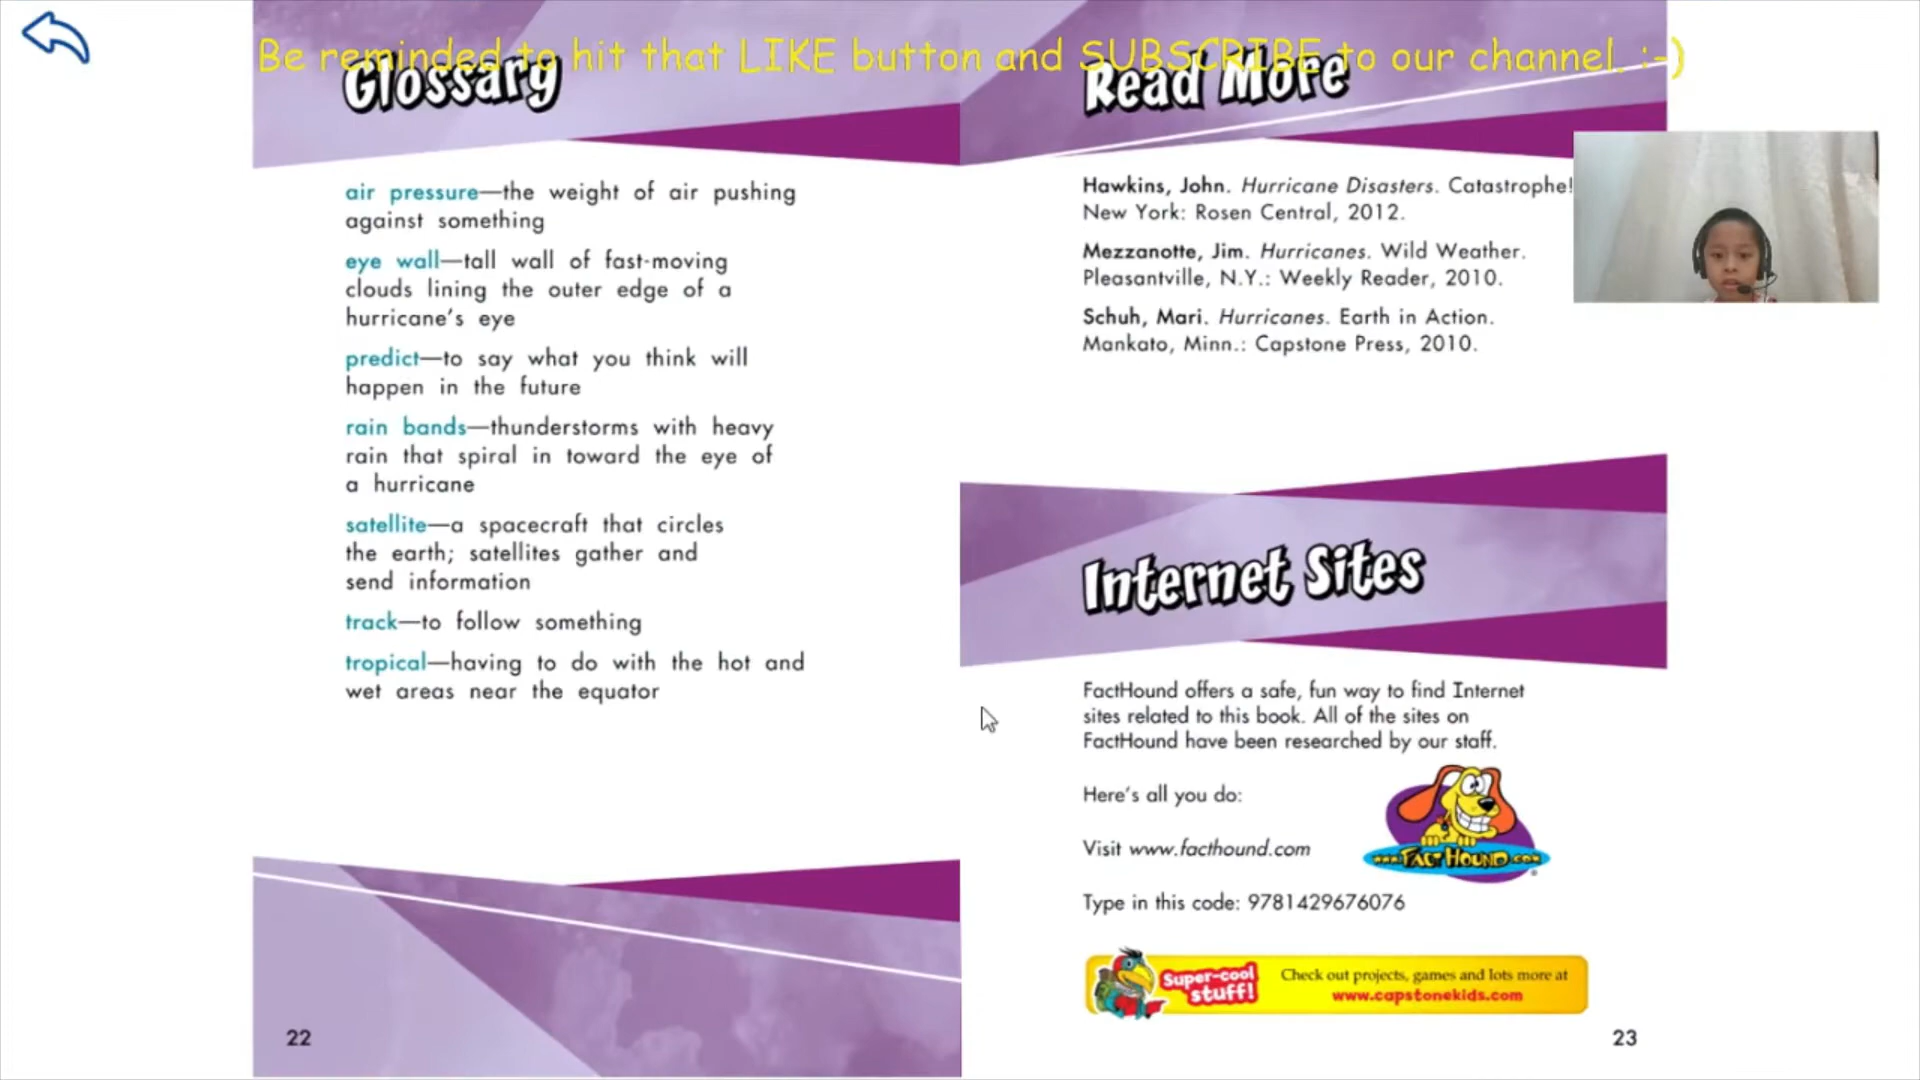 Be reminded to hit that LIKE button and SUBSCRIBE to our channel. :-)
Glossary
air pressure—the weight of air pushing
against something
eye wall—tall wall of fast-moving
clouds lining the outer edge of a
hurricane's eye
predict—to say what you think will
happen in the future
rain bands—thunderstorms with heavy
rain that spiral in toward the eye of
a hurricane
satellite—a spacecraft that circles
the earth; satellites gather and
send information
track—to follow something
tropical—having to do with the hot and
wet areas near the equator
22
Read More
Hawkins, John. Hurricane Disasters. Catastrophe!
New York: Rosen Central, 2012.
Mezzanotte, Jim. Hurricanes. Wild Weather.
Pleasantville, N.Y.: Weekly Reader, 2010.
Schuh, Mari. Hurricanes. Earth in Action.
Mankato, Minn.: Capstone Press, 2010.
Internet Sites
FactHound offers a safe, fun way to find Internet
sites related to this book. All of the sites on
FactHound have been researched by our staff.
Here's all you do:
Visit www.facthound.com
www.FACT HOUND.com
®
Type in this code: 9781429676076
Super-cool
stuff!
Check out projects, games and lots more at
www.capstonekids.com
23